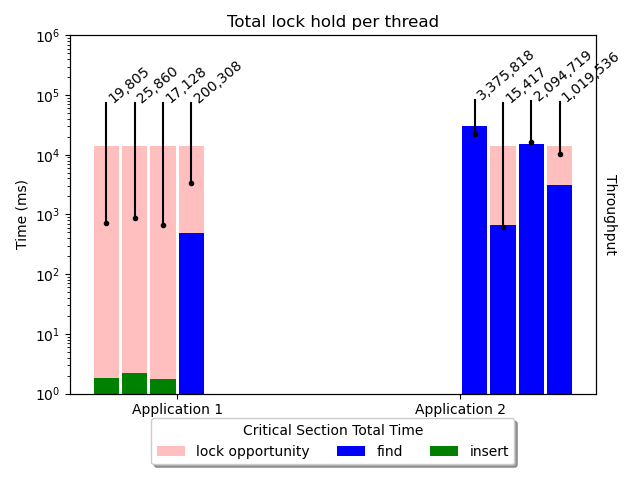 Total lock hold per thread
10^6
10^5
10^4
10^3
10^2
10^1
10^0
Time (ms)
19,805
25,860
17,128
200,308
3,375,818
15,417
2,094,719
1,019,536
Throughput
Application 1
Application 2
Critical Section Total Time
lock opportunity
find
insert